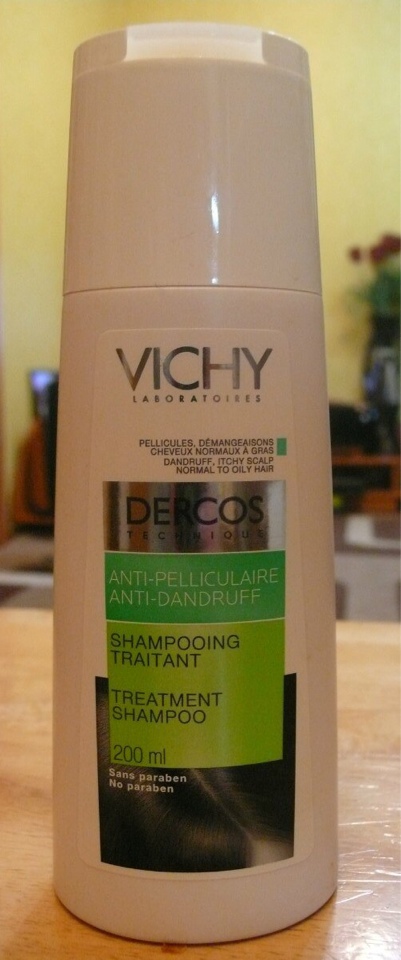 VICHY
LABORATOIRES
PELLICULES, DÉMANGEAISONS
CHEVEUX NORMAUX À GRAS
DANDRUFF, ITCHY SCALP
NORMAL TO OILY HAIR
DERCOS
TECHNIQUE
ANTI-PELLICULAIRE
ANTI-DANDRUFF
SHAMPOOING
TRAITANT
TREATMENT
SHAMPOO
200 ml
Sans paraben
No paraben